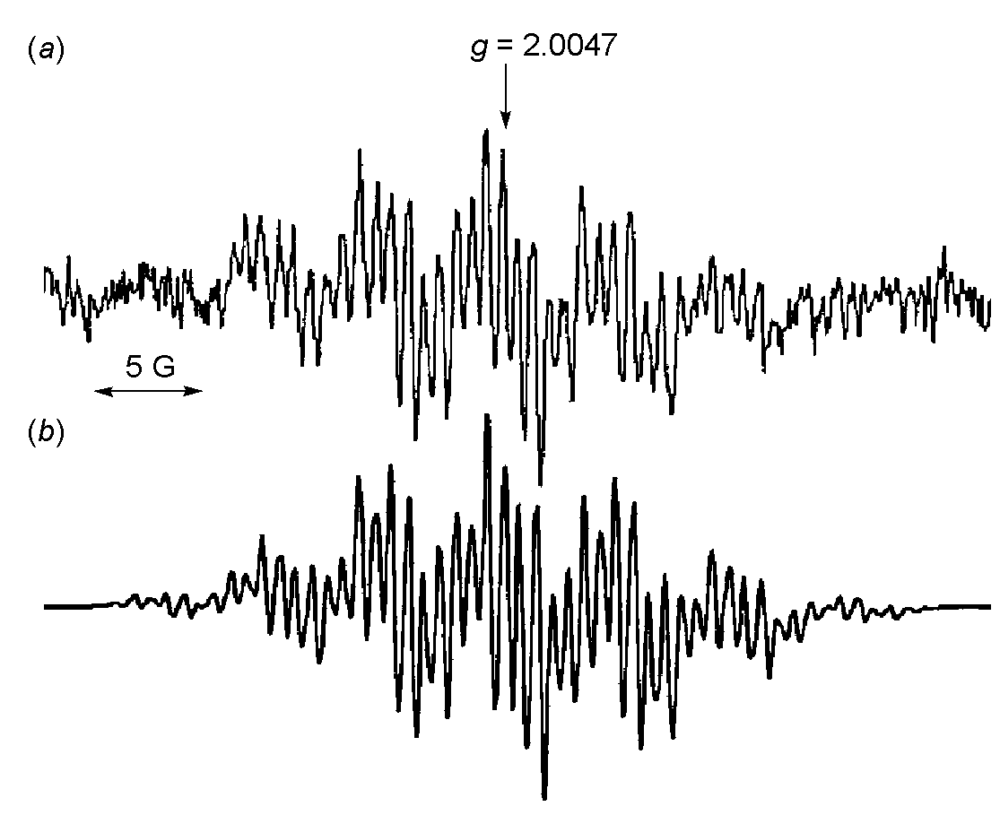 (a)
g = 2.0047
5 G
(b)